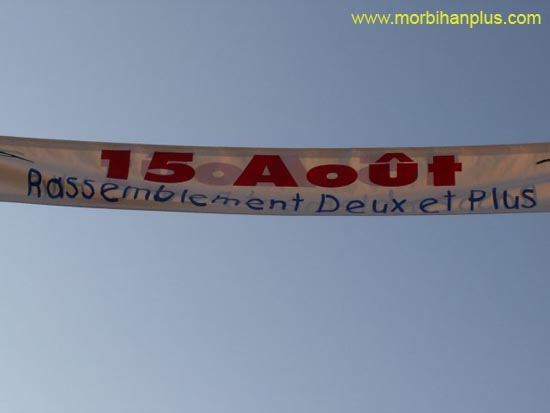 www.morbihanplus.com
15 Août
Rassemblement Deux et Plus